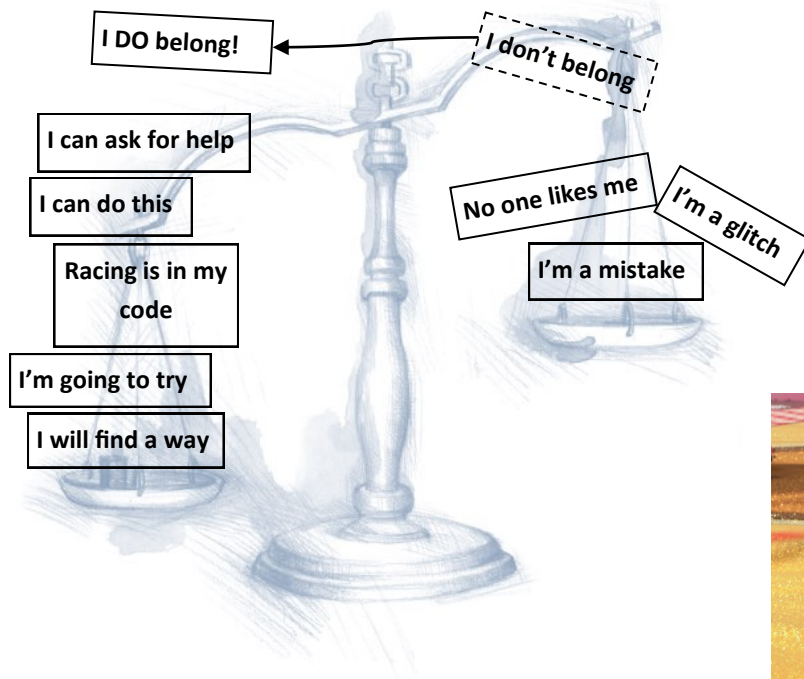 I DO belong!
I don’t belong
I can ask for help
I can do this
Racing is in my
code
I’m going to try
I will find a way
No one likes me
I’m a glitch
I’m a mistake